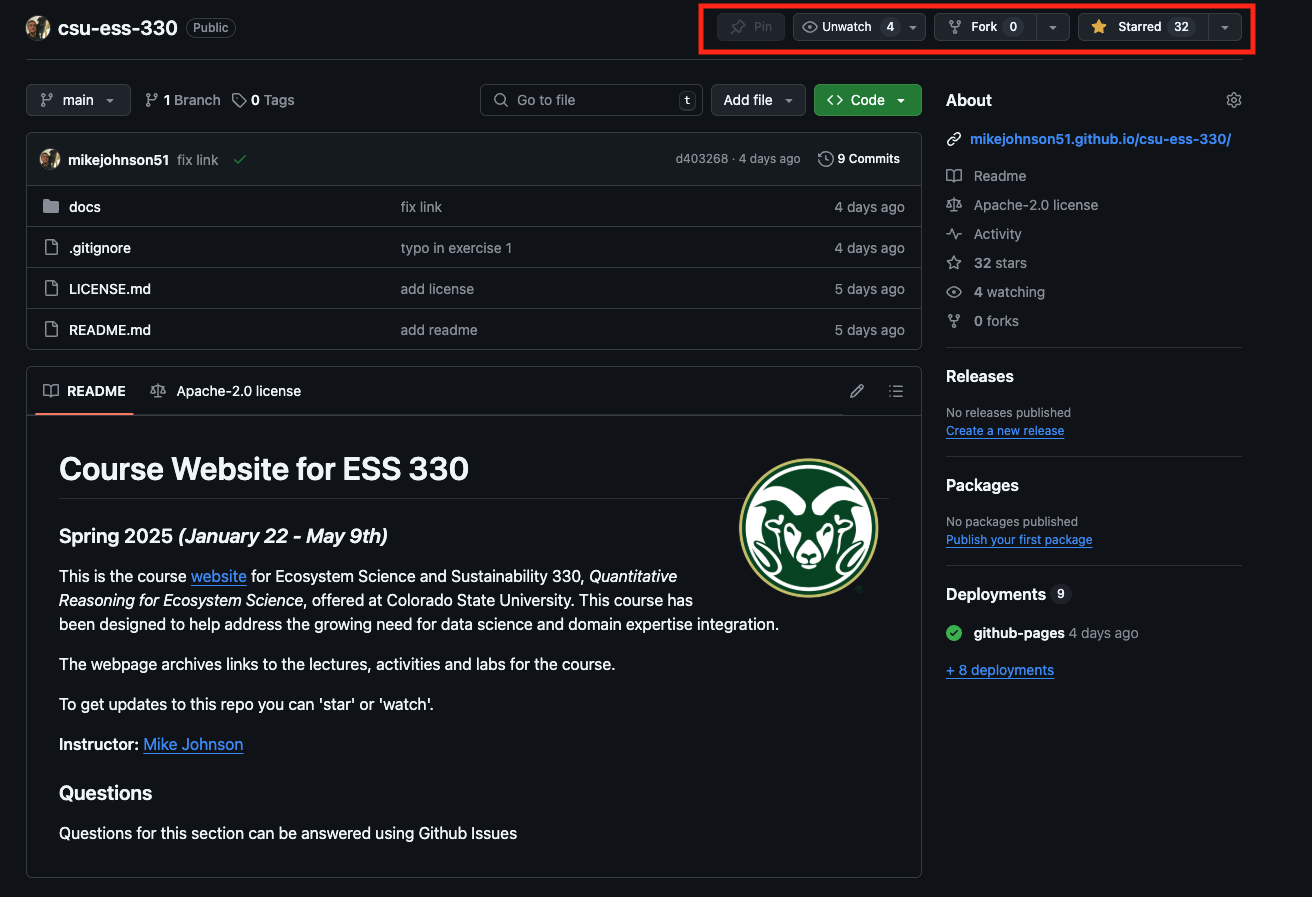 csu-ess-330 Public
Pin Unwatch 4 Fork 0 Starred 32
main 1 Branch 0 Tags Go to file t Add file Code
mikejohnson51 fix link d403268 · 4 days ago 9 Commits
docs fix link 4 days ago
.gitignore typo in exercise 1 4 days ago
LICENSE.md add license 5 days ago
README.md add readme 5 days ago
README Apache-2.0 license
Course Website for ESS 330
Spring 2025 (January 22 - May 9th)
This is the course website for Ecosystem Science and Sustainability 330, Quantitative
Reasoning for Ecosystem Science, offered at Colorado State University. This course has
been designed to help address the growing need for data science and domain expertise integration.
The webpage archives links to the lectures, activities and labs for the course.
To get updates to this repo you can 'star' or 'watch'.
Instructor: Mike Johnson
Questions
Questions for this section can be answered using Github Issues
About
mikejohnson51.github.io/csu-ess-330/
Readme
Apache-2.0 license
Activity
32 stars
4 watching
0 forks
Releases
No releases published
Create a new release
Packages
No packages published
Publish your first package
Deployments 9
github-pages 4 days ago
+ 8 deployments